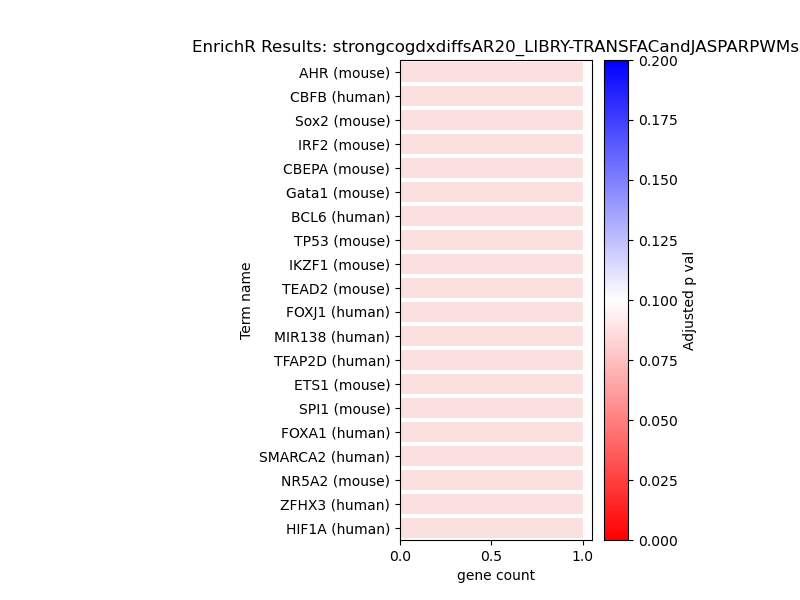 EnrichR Results: strongcogdxdiffsAR20_LIBRY-TRANSFACandJASPARPWMs
AHR (mouse)
CBFB (human)
Sox2 (mouse)
IRF2 (mouse)
CBEPA (mouse)
Gata1 (mouse)
BCL6 (human)
TP53 (mouse)
IKZF1 (mouse)
TEAD2 (mouse)
FOXJ1 (human)
MIR138 (human)
TFAP2D (human)
ETS1 (mouse)
SPI1 (mouse)
FOXA1 (human)
SMARCA2 (human)
NR5A2 (mouse)
ZFHX3 (human)
HIF1A (human)
Term name
0.0 0.5 1.0
gene count
0.200
0.175
0.150
0.125
0.100
0.075
0.050
0.025
0.000
Adjusted p val